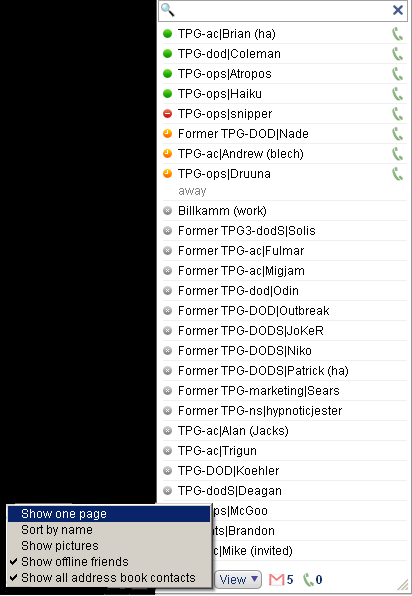 TPG-ac|Brian (ha)
TPG-dod|Coleman
TPG-ops|Atropos
TPG-ops|Haiku
TPG-ops|snipper
Former TPG-DOD|Nade
TPG-ac|Andrew (blech)
TPG-ops|Druuna
away
Billkamm (work)
Former TPG3-dodS|Solis
Former TPG-ac|Fulmar
Former TPG-ac|Migjam
Former TPG-dod|Odin
Former TPG-DOD|Outbreak
Former TPG-DODS|JoKeR
Former TPG-DODS|Niko
Former TPG-DODS|Patrick (ha)
Former TPG-marketing|Sears
Former TPG-ns|hypnoticjester
TPG-ac|Alan (Jacks)
TPG-ac|Trigun
TPG-DOD|Koehler
TPG-dodS|Deagan
ps|McGoo
ts|Brandon
c|Mike (invited)
Show one page
Sort by name
Show pictures
Show offline friends
Show all address book contacts
View 5 0